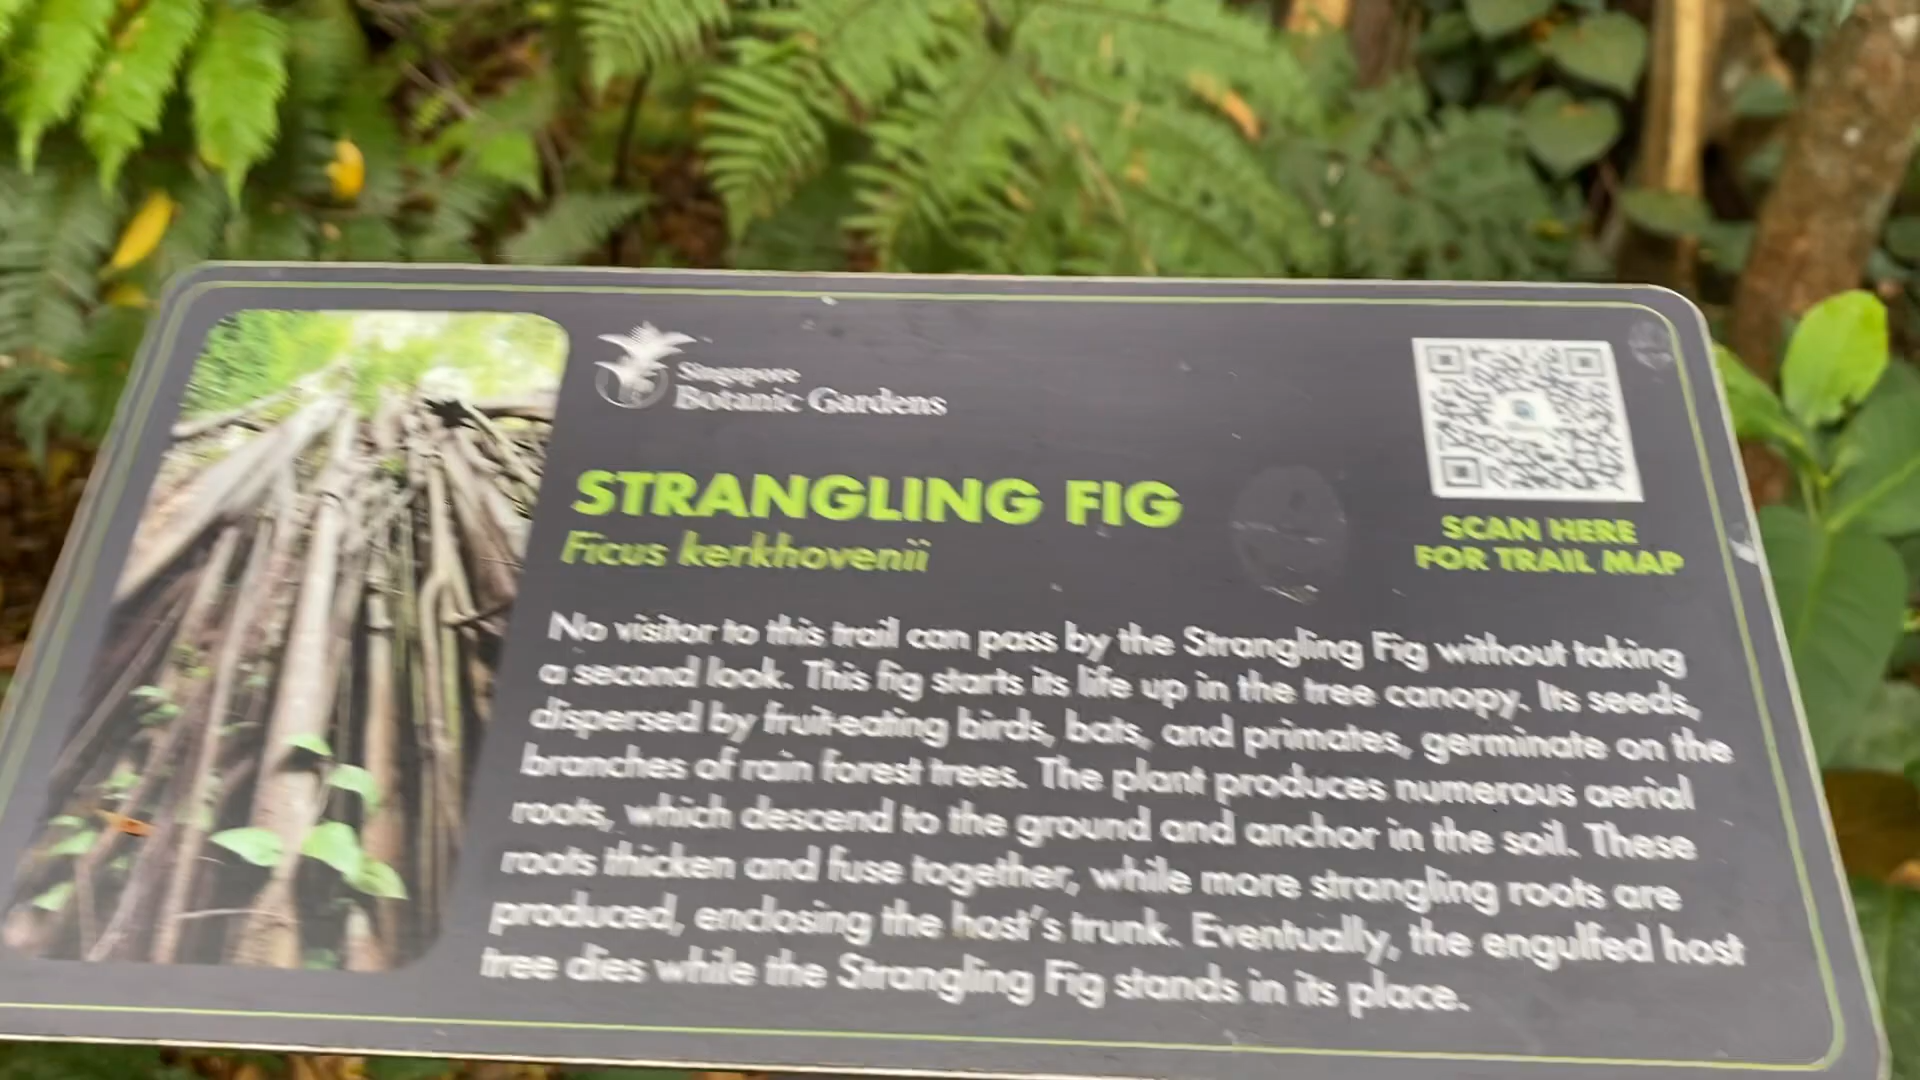 Singapore
Botanic Gardens
STRANGLING FIG
Ficus kerkhovenii
SCAN HERE
FOR TRAIL MAP
No visitor to this trail can pass by the Strangling Fig without taking
a second look. This fig starts its life up in the tree canopy. Its seeds,
dispersed by fruit-eating birds, bats, and primates, germinate on the
branches of rain forest trees. The plant produces numerous aerial
roots, which descend to the ground and anchor in the soil. These
roots thicken and fuse together, while more strangling roots are
produced, enclosing the host's trunk. Eventually, the engulfed host
tree dies while the Strangling Fig stands in its place.